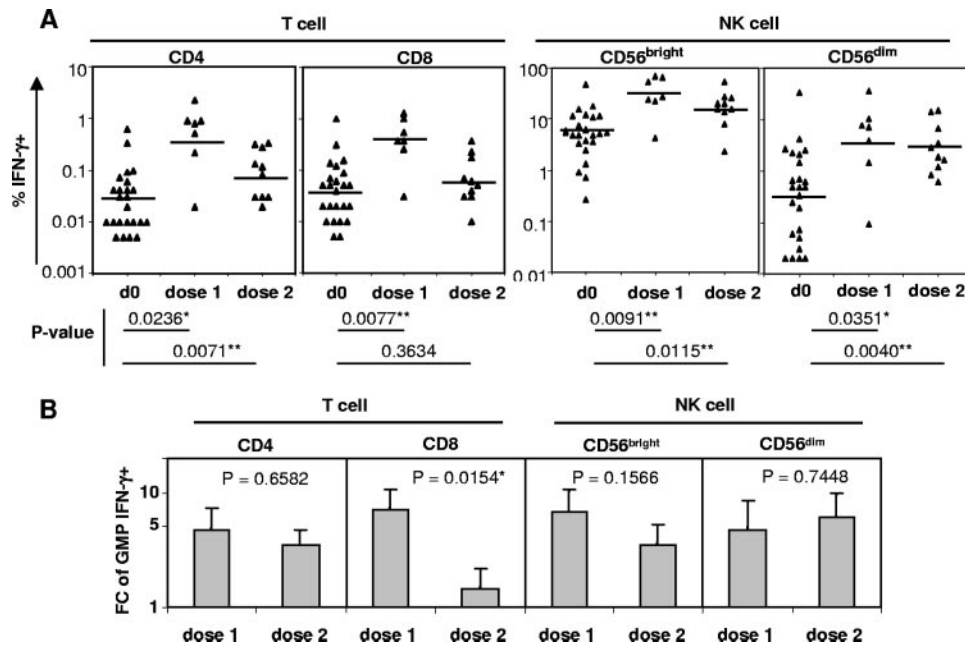 A
T cell
NK cell
CD4
CD8
CD56bright
CD56dim
% IFN-γ+
10
1
0.1
0.01
0.001
100
10
1
0.1
0.01
d0 dose 1 dose 2
d0 dose 1 dose 2
d0 dose 1 dose 2
d0 dose 1 dose 2
P-value
0.0236* 0.0077** 0.0091** 0.0351*
0.0071** 0.3634 0.0115** 0.0040**
B
T cell
NK cell
CD4
CD8
CD56bright
CD56dim
P = 0.6582
P = 0.0154*
P = 0.1566
P = 0.7448
FC of GMP IFN-γ+
10
5
1
dose 1 dose 2
dose 1 dose 2
dose 1 dose 2
dose 1 dose 2